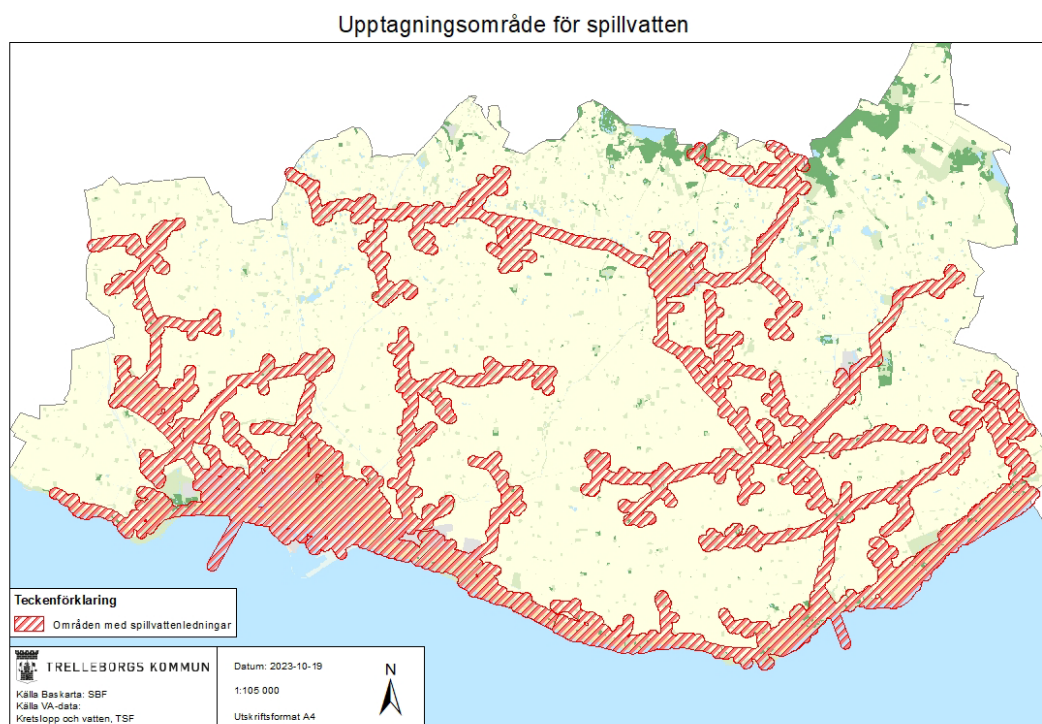 Upptagningsområde för spillvatten
Teckenförklaring
Områden med spillvattenledningar
TRELLEBORGS KOMMUN
Källa Baskarta: SBF
Källa VA-data:
Kretslopp och vatten, TSF
Datum: 2023-10-19
1:105 000
Utskriftsformat A4
N